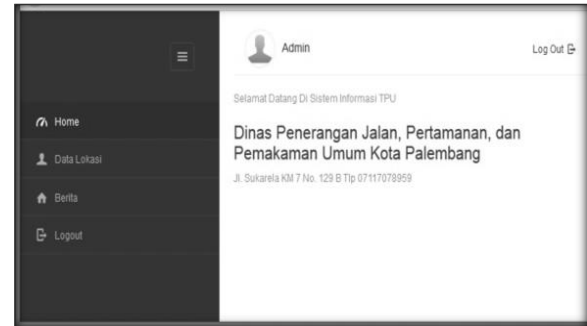 Admin
Log Out
Selamat Datang Di Sistem Informasi TPU
Home
Dinas Penerangan Jalan, Pertamanan, dan
Pemakaman Umum Kota Palembang
Data Lokasi
Jl. Sukarela KM 7 No. 129 B Tlp 07117078959
Berita
Logout